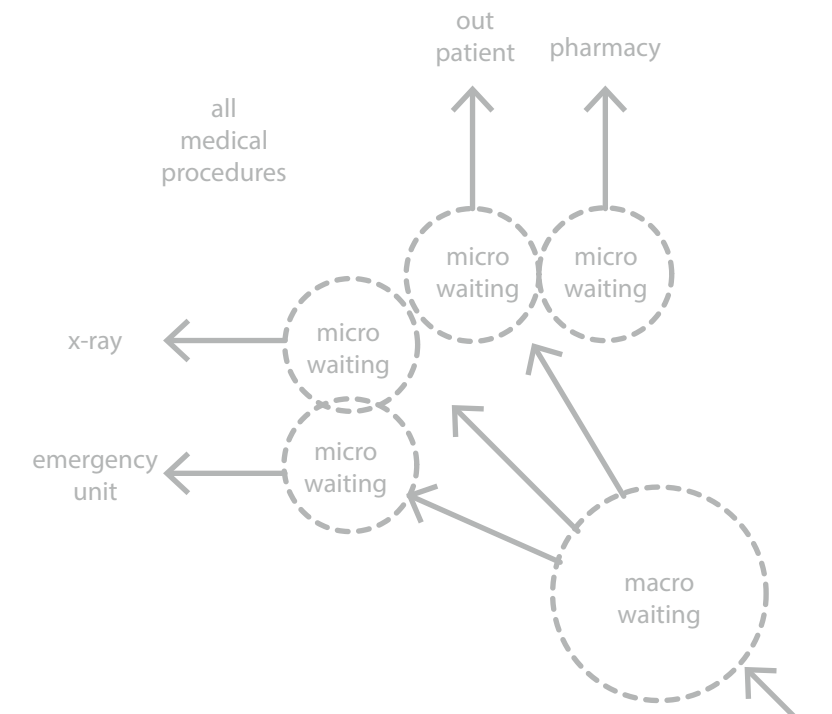 out
patient
pharmacy
all
medical
procedures
micro
waiting
micro
waiting
x-ray
micro
waiting
emergency
unit
micro
waiting
macro
waiting